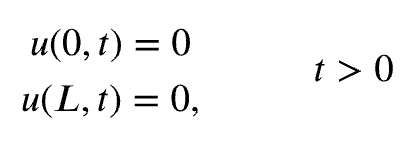 u(0, t) = 0
u(L, t) = 0,
t > 0